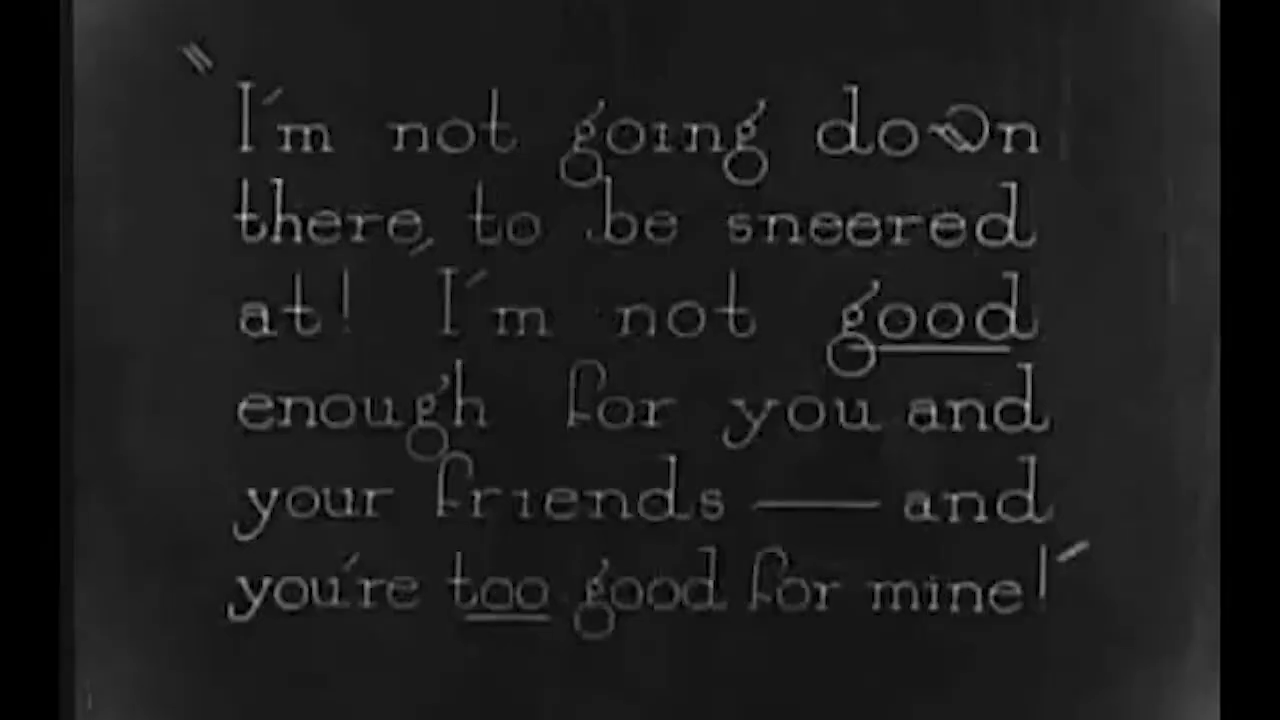 "I'm not going down
there, to be sneered
at! I'm not good
enough for you and
your friends — and
you're too good for mine!'